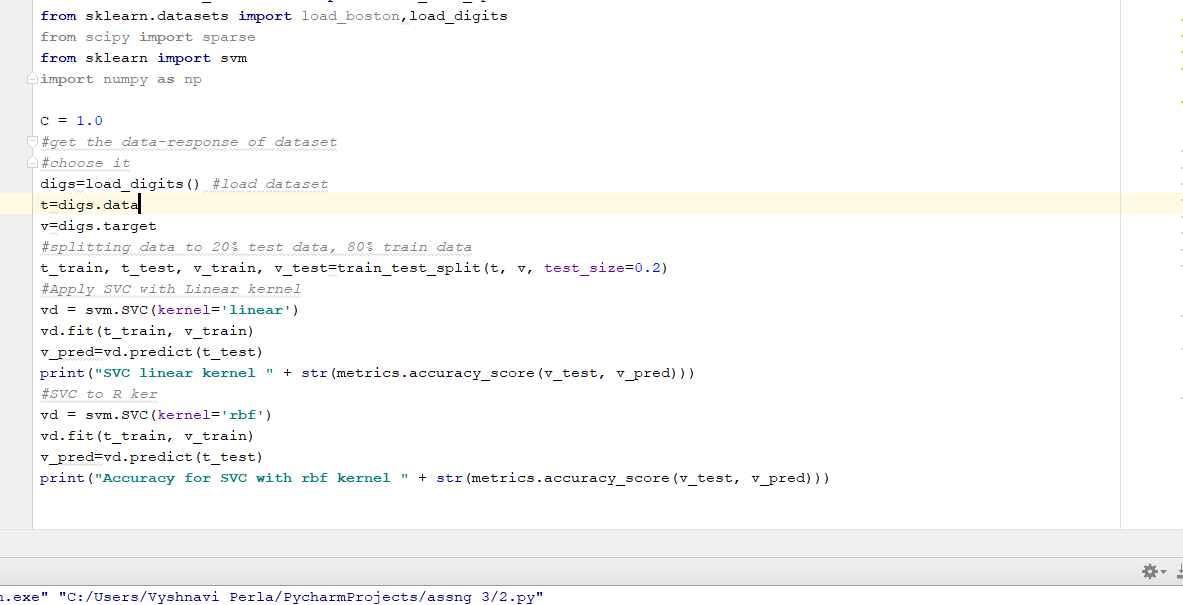 from sklearn.datasets import load_boston,load_digits
from scipy import sparse
from sklearn import svm
import numpy as np
C = 1.0
#get the data-response of dataset
#choose it
digs=load_digits() #load dataset
t=digs.data
v=digs.target
#splitting data to 20% test data, 80% train data
t_train, t_test, v_train, v_test=train_test_split(t, v, test_size=0.2)
#Apply SVC with Linear kernel
vd = svm.SVC(kernel='linear')
vd.fit(t_train, v_train)
v_pred=vd.predict(t_test)
print("SVC linear kernel " + str(metrics.accuracy_score(v_test, v_pred)))
#SVC to R ker
vd = svm.SVC(kernel='rbf')
vd.fit(t_train, v_train)
v_pred=vd.predict(t_test)
print("Accuracy for SVC with rbf kernel " + str(metrics.accuracy_score(v_test, v_pred)))
n.exe" "C:/Users/Vyshnavi Perla/PycharmProjects/assng 3/2.py"